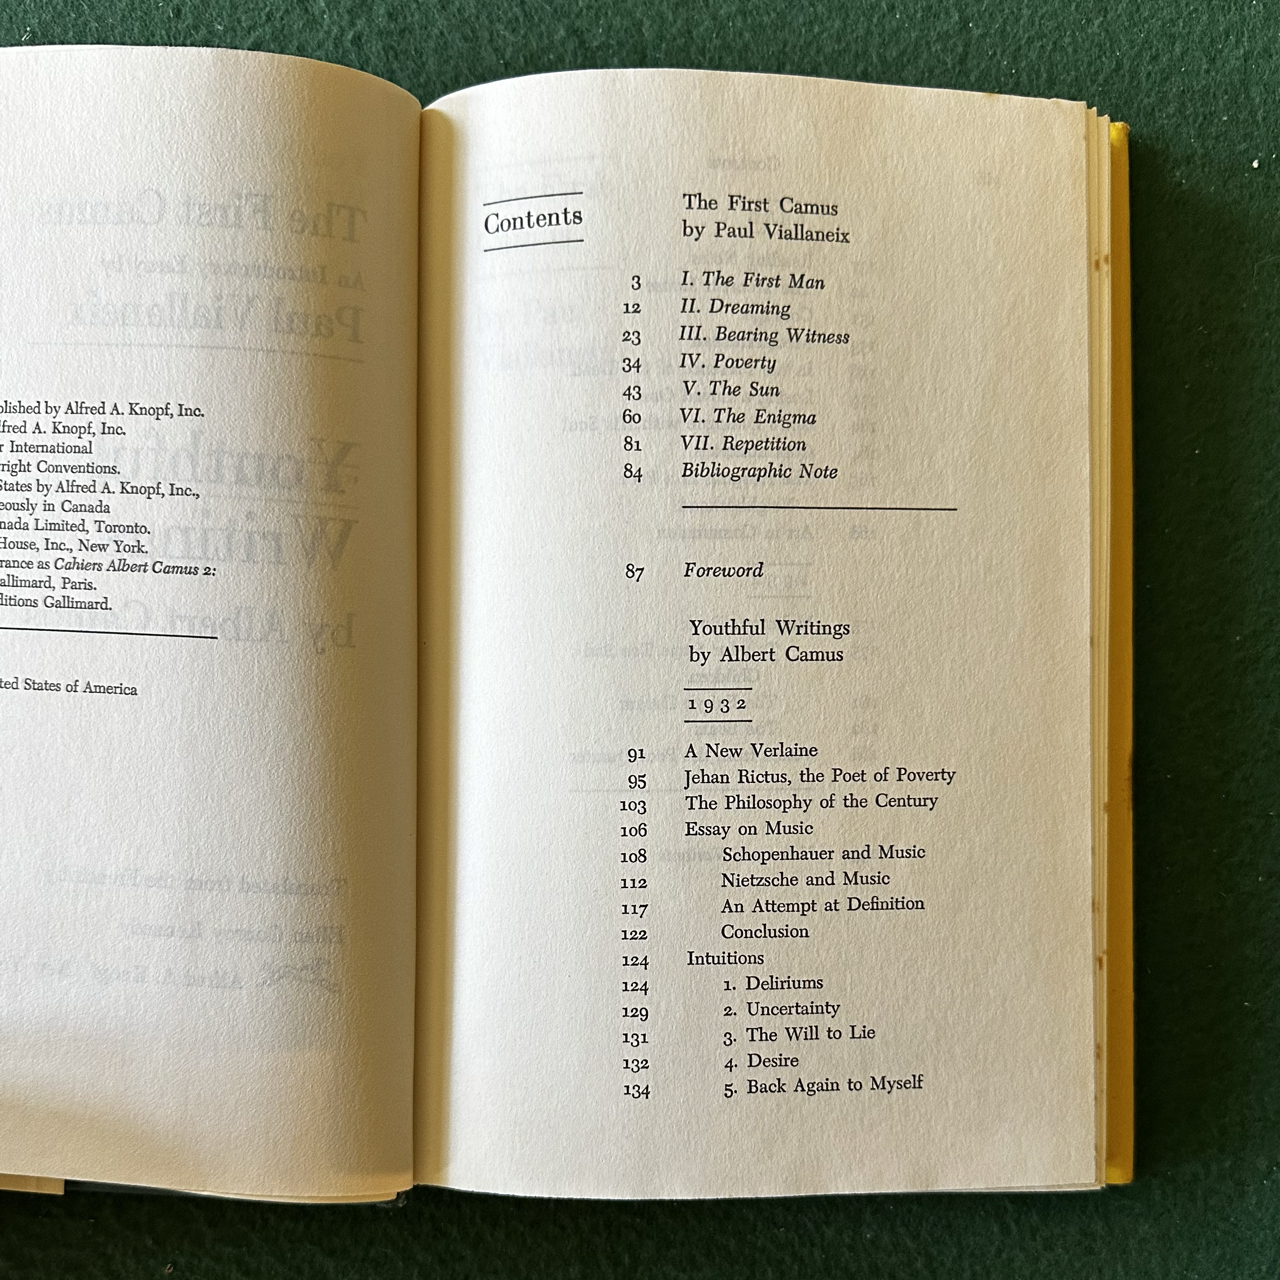 blished by Alfred A. Knopf, Inc.
lfred A. Knopf, Inc.
r International
right Conventions.
States by Alfred A. Knopf, Inc.,
eously in Canada
nada Limited, Toronto.
House, Inc., New York.
rance as Cahiers Albert Camus 2:
allimard, Paris.
ditions Gallimard.
ted States of America
Contents
The First Camus
by Paul Viallaneix
3 I. The First Man
12 II. Dreaming
23 III. Bearing Witness
34 IV. Poverty
43 V. The Sun
60 VI. The Enigma
81 VII. Repetition
84 Bibliographic Note
87 Foreword
Youthful Writings
by Albert Camus
1932
91 A New Verlaine
95 Jehan Rictus, the Poet of Poverty
103 The Philosophy of the Century
106 Essay on Music
108 Schopenhauer and Music
112 Nietzsche and Music
117 An Attempt at Definition
122 Conclusion
124 Intuitions
124 1. Deliriums
129 2. Uncertainty
131 3. The Will to Lie
132 4. Desire
134 5. Back Again to Myself